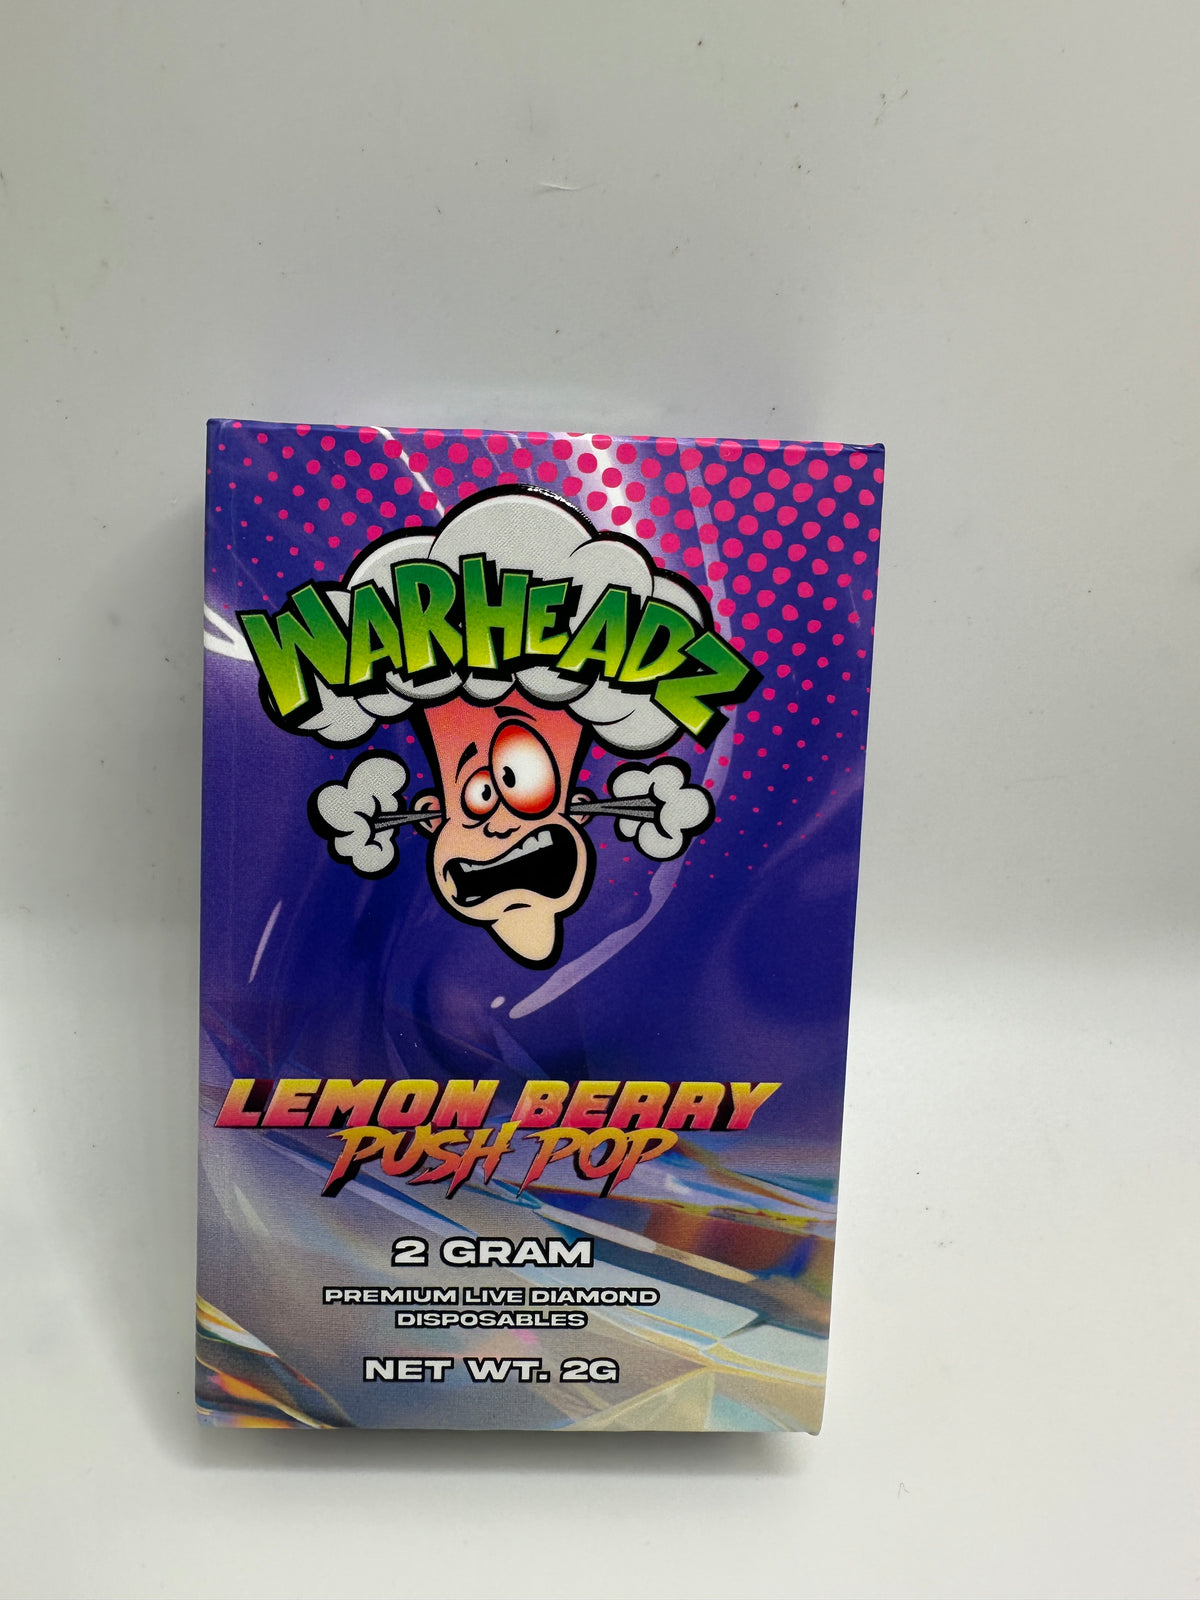 WARHEADZ
LEMON BERRY
PUSH POP
2 GRAM
PREMIUM LIVE DIAMOND
DISPOSABLES
NET WT. 2G